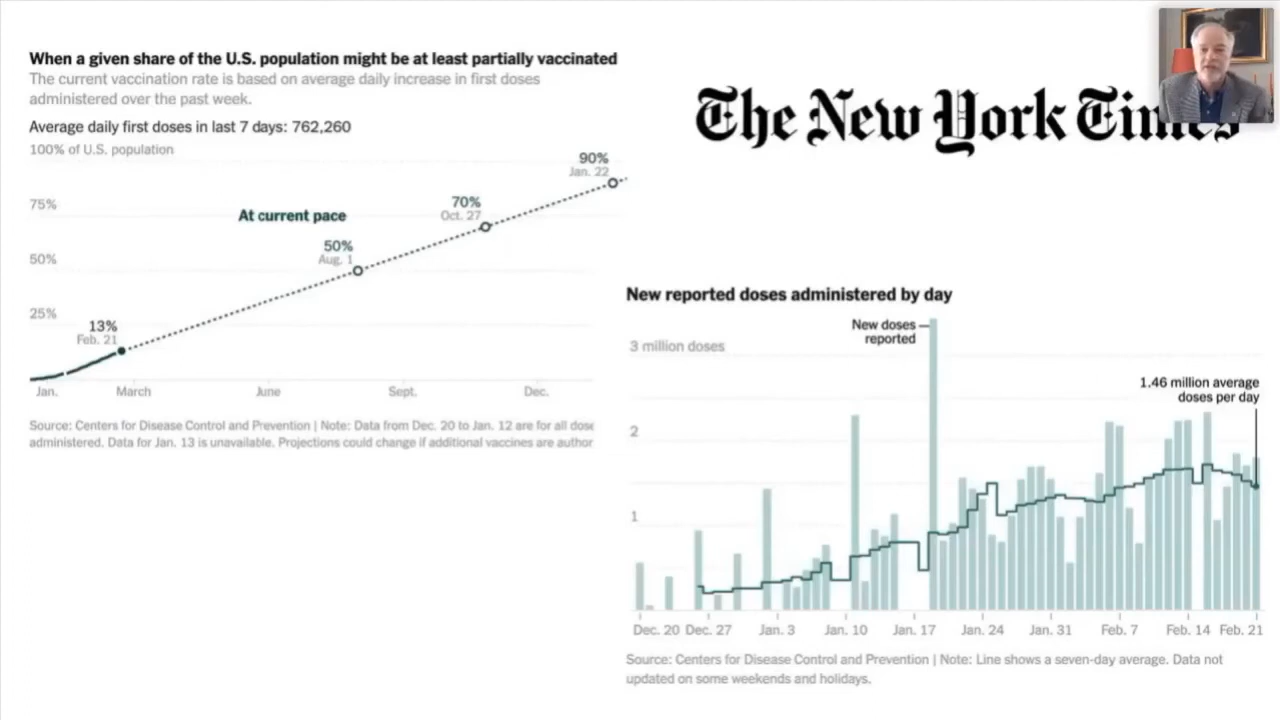 When a given share of the U.S. population might be at least partially vaccinated
The current vaccination rate is based on average daily increase in first doses
administered over the past week.
Average daily first doses in last 7 days: 762,260
100% of U.S. population
90%
Jan. 22
75%
70%
Oct. 27
At current pace
50%
Aug. 1
50%
25%
13%
Feb. 21
Jan.
March
June
Sept.
Dec.
Source: Centers for Disease Control and Prevention | Note: Data from Dec. 20 to Jan. 12 are for all dose
administered. Data for Jan. 13 is unavailable. Projections could change if additional vaccines are author
The New York Times
New reported doses administered by day
New doses
reported
3 million doses
1.46 million average
doses per day
2
1
Dec. 20 Dec. 27 Jan. 3 Jan. 10 Jan. 17 Jan. 24 Jan. 31 Feb. 7 Feb. 14 Feb. 21
Source: Centers for Disease Control and Prevention | Note: Line shows a seven-day average. Data not
updated on some weekends and holidays.